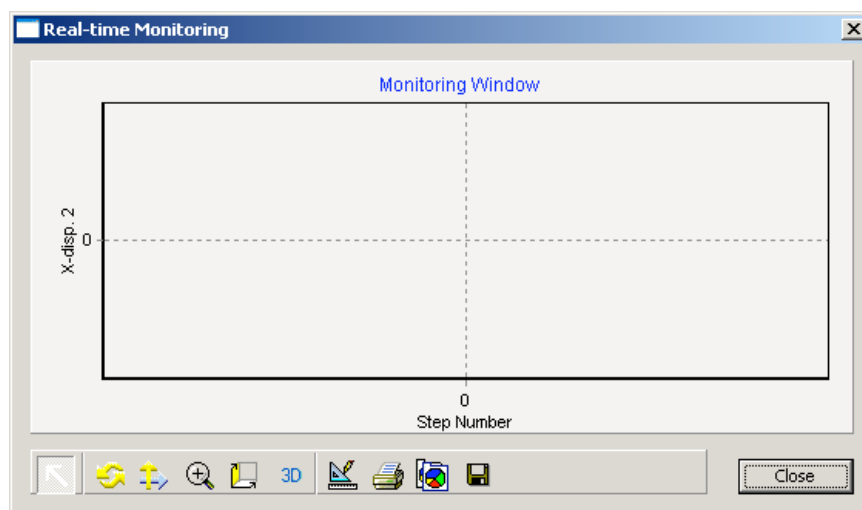 Real-time Monitoring
Monitoring Window
X-disp. 2
0
0
Step Number
3D
Close